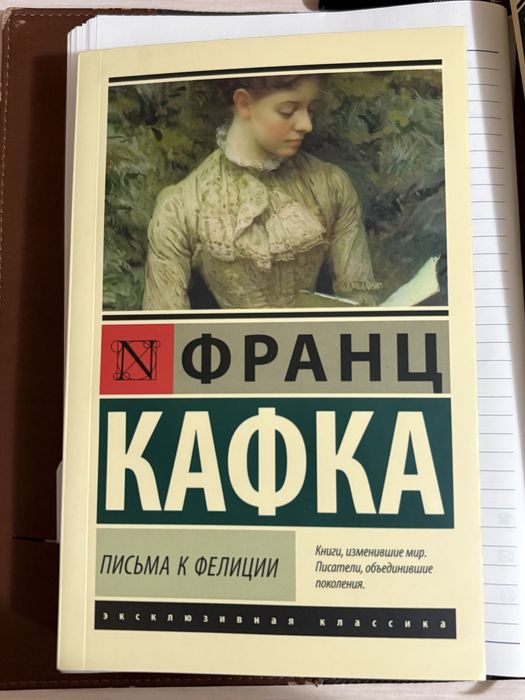 N
ФРАНЦ
КАФКА
ПИСЬМА К ФЕЛИЦИИ
Книги, изменившие мир.
Писатели, объединившие
поколения.
эксклюзивная классика